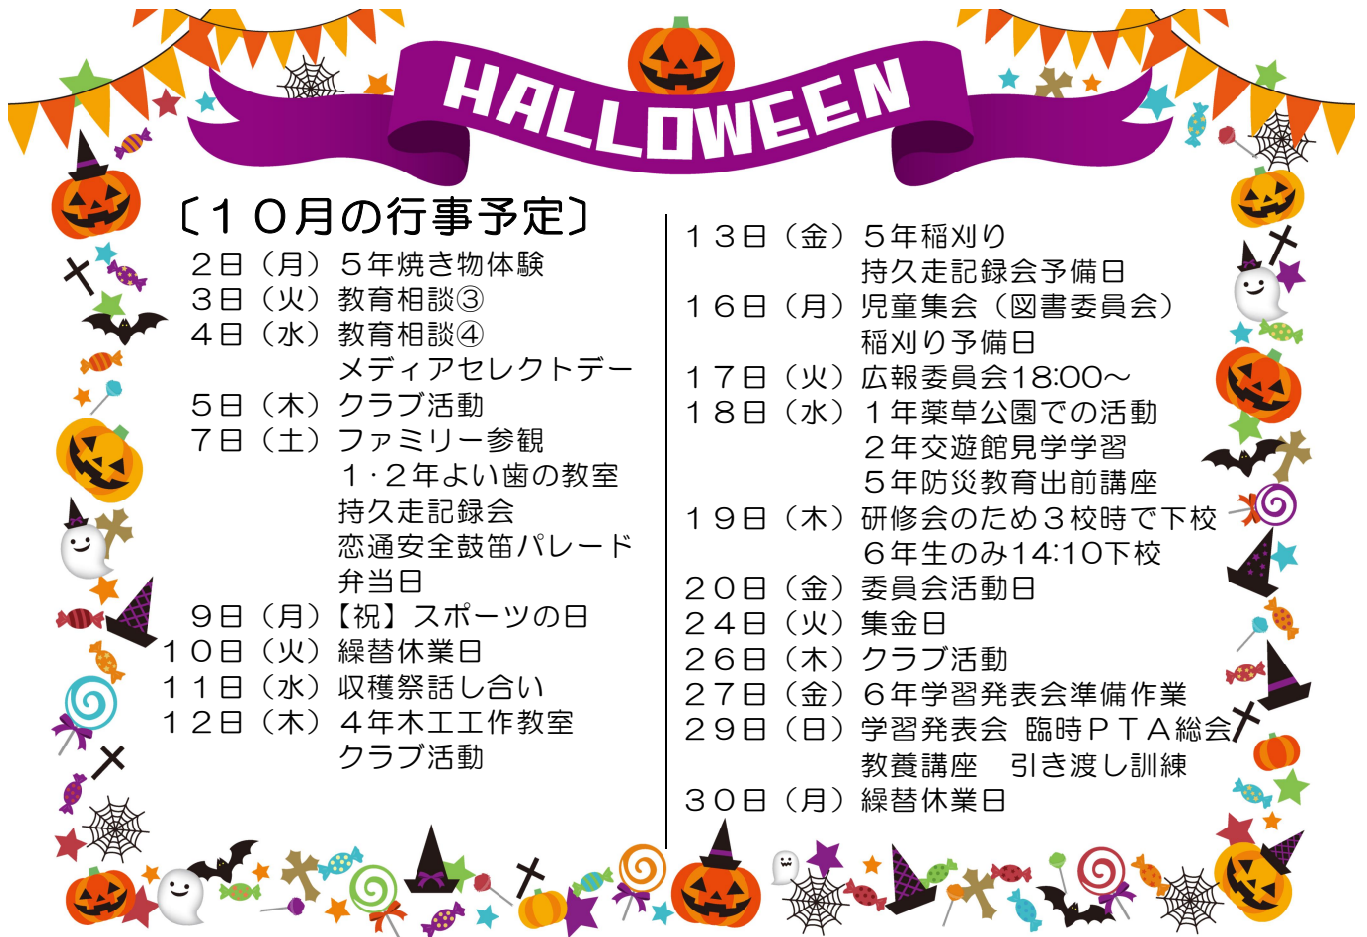 HALLOWEEN
〔１０月の行事予定〕
２日（月）５年焼き物体験
３日（火）教育相談③
４日（水）教育相談④
メディアセレクトデー
５日（木）クラブ活動
７日（土）ファミリー参観
１・２年よい歯の教室
持久走記録会
恋通安全鼓笛パレード
弁当日
９日（月）【祝】スポーツの日
１０日（火）繰替休業日
１１日（水）収穫祭話し合い
１２日（木）４年木工工作教室
クラブ活動
１３日（金）５年稲刈り
持久走記録会予備日
１６日（月）児童集会（図書委員会）
稲刈り予備日
１７日（火）広報委員会18:00～
１８日（水）１年薬草公園での活動
２年交遊館見学学習
５年防災教育出前講座
１９日（木）研修会のため３校時で下校
６年生のみ14:10下校
２０日（金）委員会活動日
２４日（火）集金日
２６日（木）クラブ活動
２７日（金）６年学習発表会準備作業
２９日（日）学習発表会 臨時ＰＴＡ総会
教養講座　引き渡し訓練
３０日（月）繰替休業日